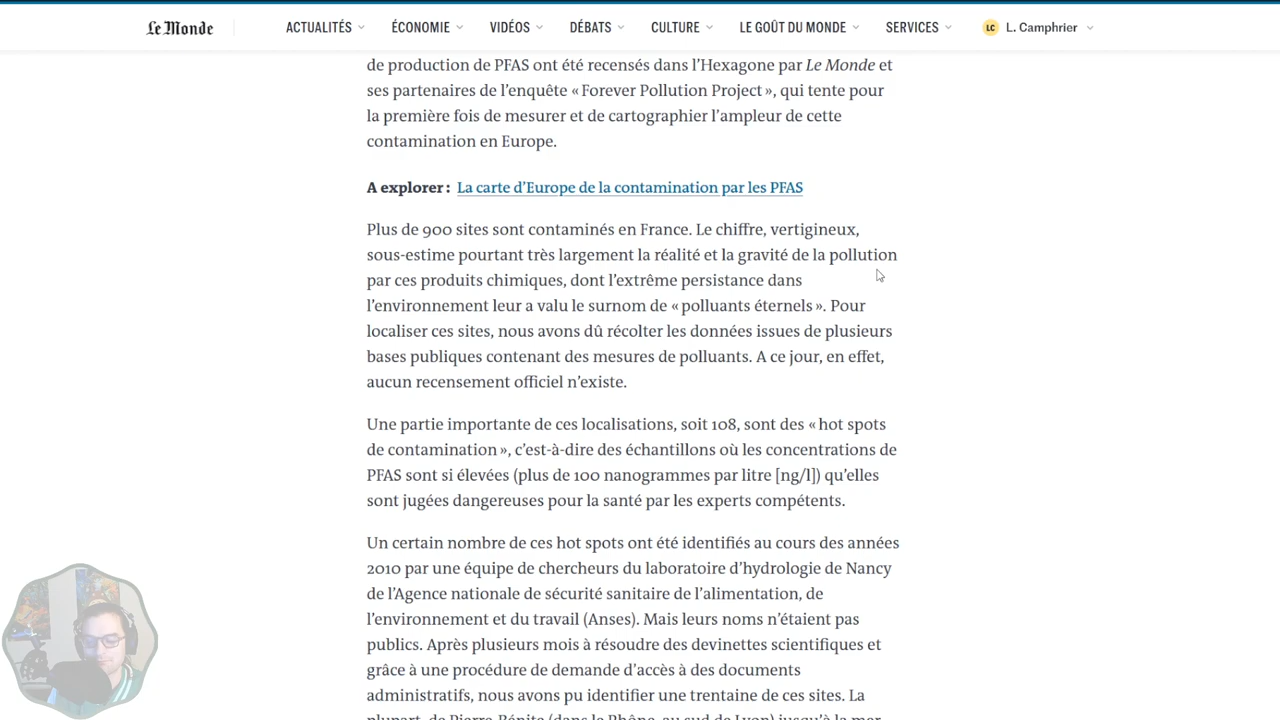 Le Monde
ACTUALITÉS ÉCONOMIE VIDÉOS DÉBATS CULTURE LE GOÛT DU MONDE SERVICES LC L. Camphrier
de production de PFAS ont été recensés dans l’Hexagone par Le Monde et
ses partenaires de l’enquête « Forever Pollution Project », qui tente pour
la première fois de mesurer et de cartographier l’ampleur de cette
contamination en Europe.
A explorer : La carte d’Europe de la contamination par les PFAS
Plus de 900 sites sont contaminés en France. Le chiffre, vertigineux,
sous-estime pourtant très largement la réalité et la gravité de la pollution
par ces produits chimiques, dont l’extrême persistance dans
l’environnement leur a valu le surnom de « polluants éternels ». Pour
localiser ces sites, nous avons dû récolter les données issues de plusieurs
bases publiques contenant des mesures de polluants. A ce jour, en effet,
aucun recensement officiel n’existe.
Une partie importante de ces localisations, soit 108, sont des « hot spots
de contamination », c’est-à-dire des échantillons où les concentrations de
PFAS sont si élevées (plus de 100 nanogrammes par litre [ng/l]) qu’elles
sont jugées dangereuses pour la santé par les experts compétents.
Un certain nombre de ces hot spots ont été identifiés au cours des années
2010 par une équipe de chercheurs du laboratoire d’hydrologie de Nancy
de l’Agence nationale de sécurité sanitaire de l’alimentation, de
l’environnement et du travail (Anses). Mais leurs noms n’étaient pas
publics. Après plusieurs mois à résoudre des devinettes scientifiques et
grâce à une procédure de demande d’accès à des documents
administratifs, nous avons pu identifier une trentaine de ces sites. La
plupart, de Pierre-Bénite (dans le Rhône, au sud de Lyon) jusqu’à la mer